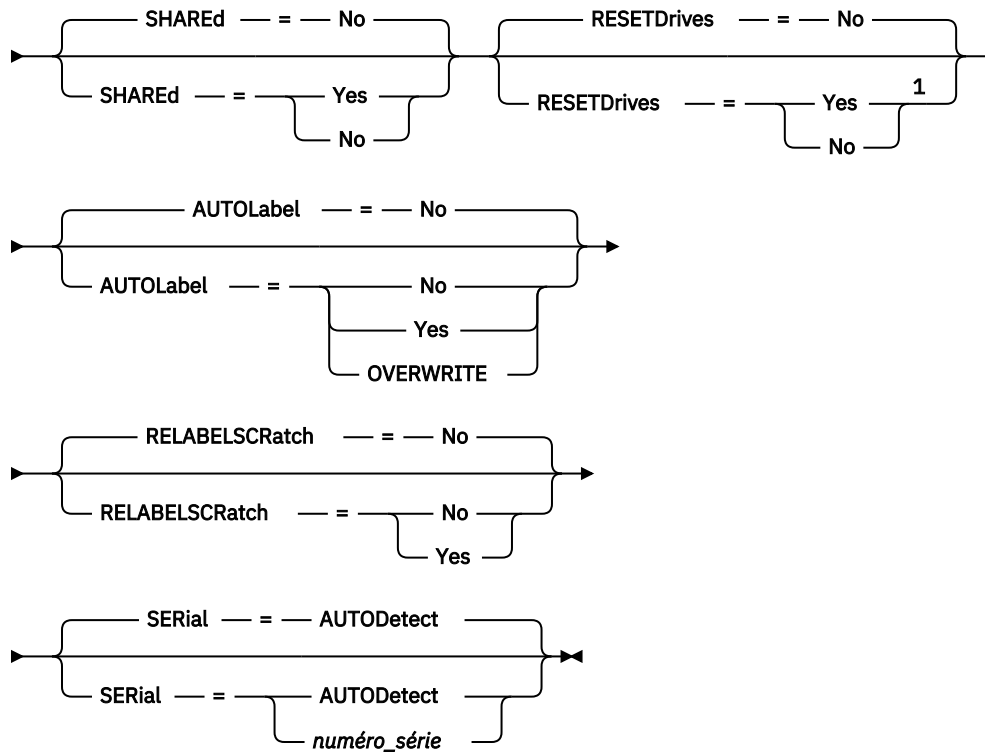 SHAREd = No RESETDrives = No
SHAREd = Yes RESETDrives = Yes 1
No No
AUTOLabel = No
AUTOLabel = No
Yes
OVERWRITE
RELABELSCRatch = No
RELABELSCRatch = No
Yes
SERial = AUTODetect
SERial = AUTODetect
numéro_série